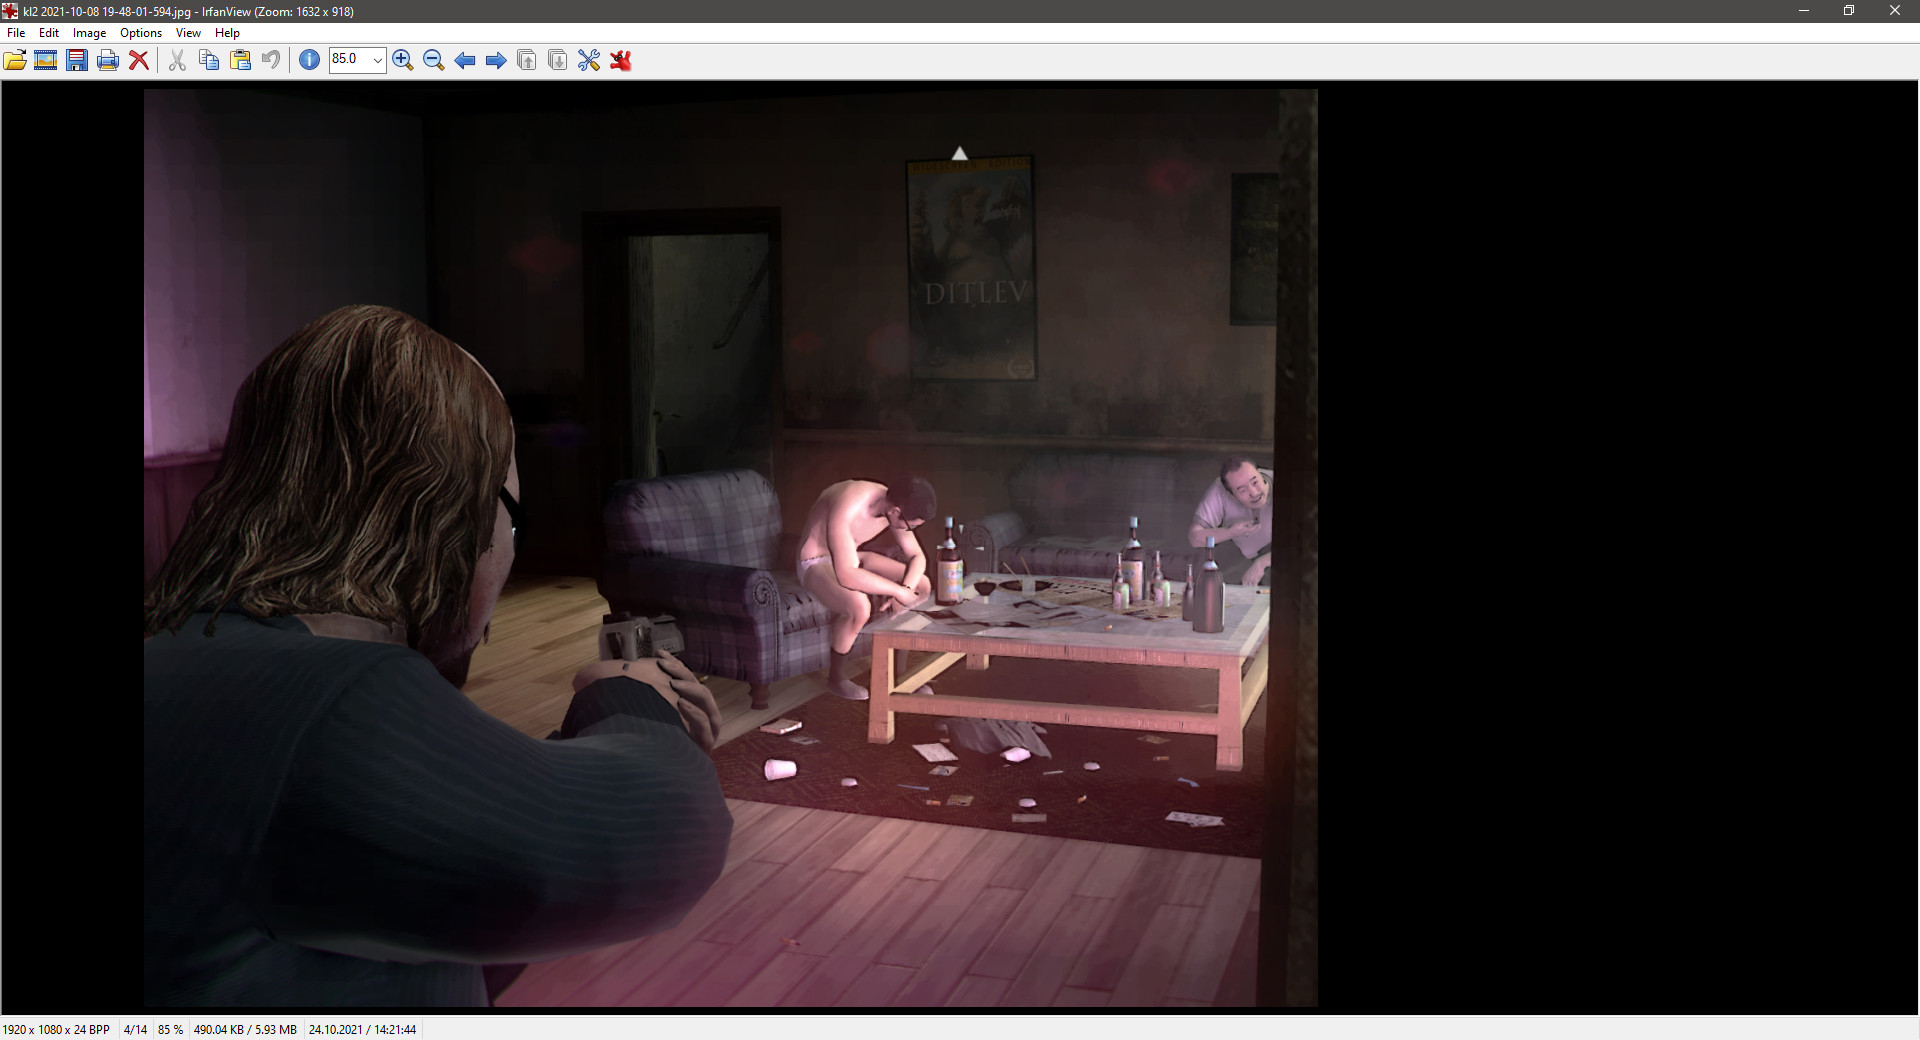 kl2 2021-10-08 19-48-01-594.jpg - IrfanView (Zoom: 1632 x 918)
File Edit Image Options View Help
85.0
WIDESCREEN EDITION
DITLEV
1920 x 1080 x 24 BPP 4/14 85 % 490.04 KB / 5.93 MB 24.10.2021 / 14:21:44